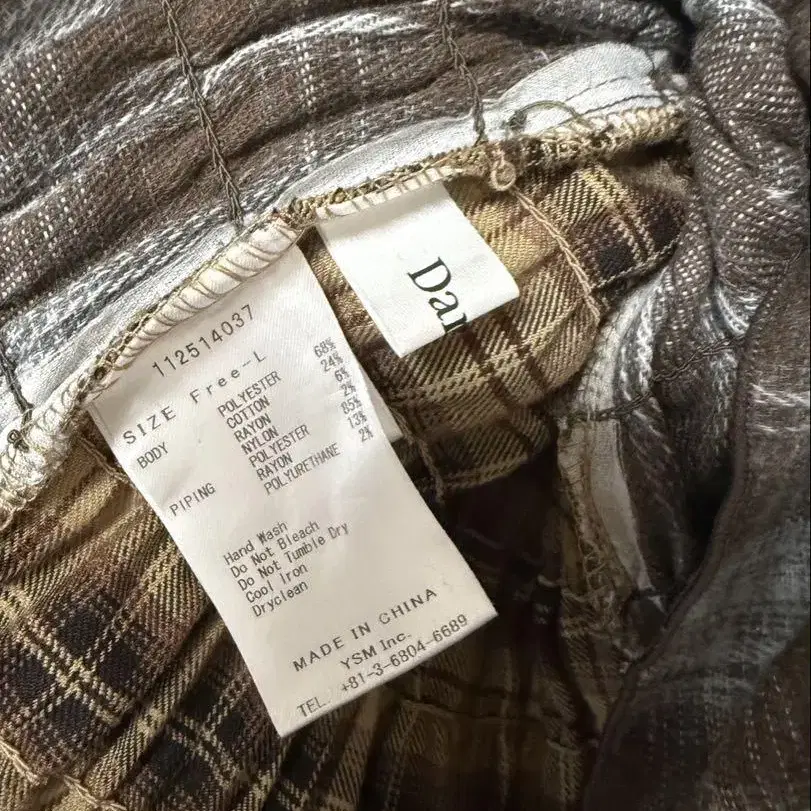 Dar
112514037
SIZE Free-L
BODY POLYESTER 68%
COTTON 24%
RAYON 6%
NYLON 2%
PIPING POLYESTER 85%
RAYON 13%
POLYURETHANE 2%
Hand Wash
Do Not Bleach
Do Not Tumble Dry
Cool Iron
Dryclean
MADE IN CHINA
YSM Inc.
TEL. +81-3-6804-6689